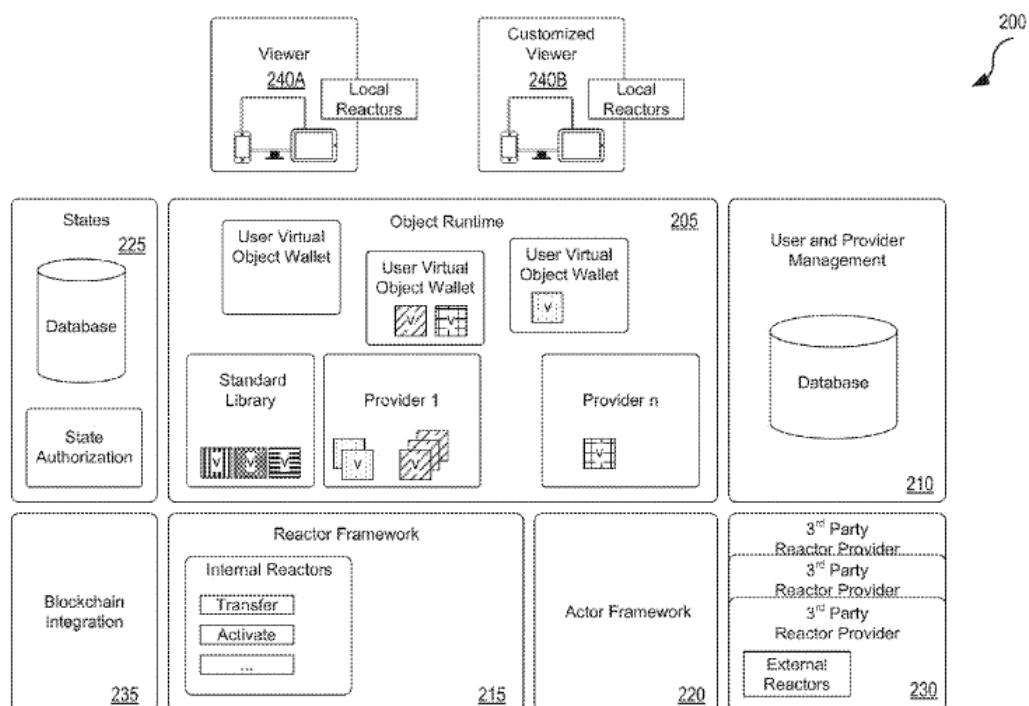 200
Viewer
240A
Local
Reactors
Customized
Viewer
240B
Local
Reactors
States
225
Database
State
Authorization
Object Runtime
205
User Virtual
Object Wallet
User Virtual
Object Wallet
V
V
User Virtual
Object Wallet
V
Standard
Library
V
V
V
Provider 1
V
V
Provider n
V
User and Provider
Management
Database
210
Blockchain
Integration
235
Reactor Framework
Internal Reactors
Transfer
Activate
...
215
Actor Framework
220
3rd Party
Reactor Provider
3rd Party
Reactor Provider
3rd Party
Reactor Provider
External
Reactors
230